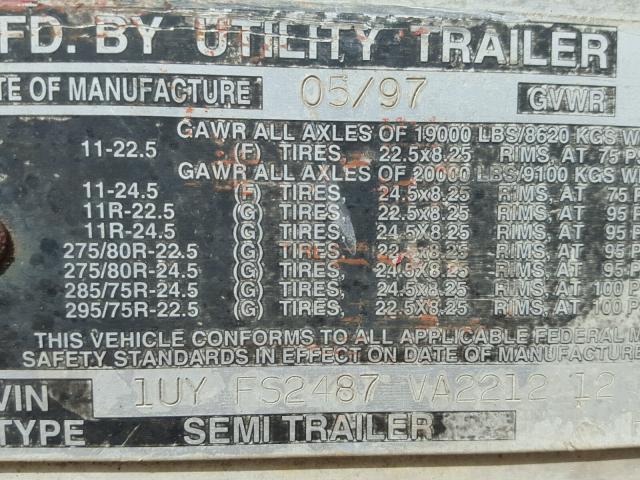 FD. BY UTILITY TRAILER
TE OF MANUFACTURE 05/97 GVWR
GAWR ALL AXLES OF 19000 LBS/8620 KGS WI
11-22.5 (F) TIRES, 22.5x8.25 RIMS, AT 75 P
GAWR ALL AXLES OF 20000 LBS/9100 KGS WI
11-24.5 (F) TIRES, 24.5x8.25 RIMS, AT 75 P
11R-22.5 (G) TIRES, 22.5x8.25 RIMS, AT 95 P
11R-24.5 (G) TIRES, 24.5x8.25 RIMS, AT 95 P
275/80R-22.5 (G) TIRES, 22.5x8.25 RIMS, AT 95 P
275/80R-24.5 (G) TIRES, 24.5x8.25 RIMS, AT 95 P
285/75R-24.5 (G) TIRES, 24.5x8.25 RIMS, AT 100 P
295/75R-22.5 (G) TIRES, 22.5x8.25 RIMS, AT 100 P
THIS VEHICLE CONFORMS TO ALL APPLICABLE FEDERAL M
SAFETY STANDARDS IN EFFECT ON DATE OF MANUFACTURE
VIN 1UY FS2487 VA2212 12
TYPE SEMI TRAILER